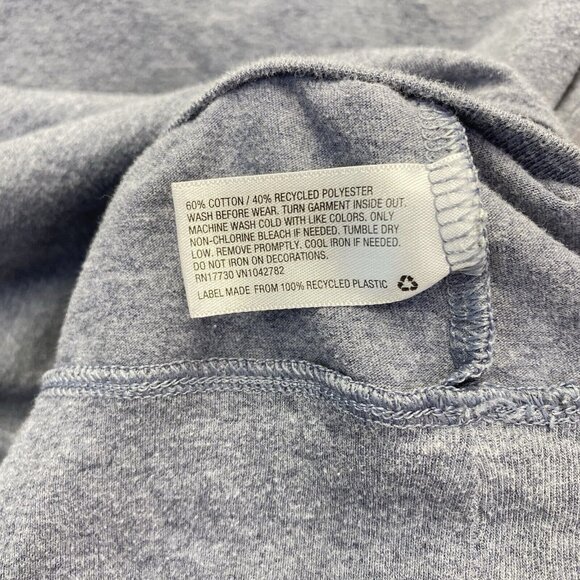 60% COTTON / 40% RECYCLED POLYESTER
WASH BEFORE WEAR. TURN GARMENT INSIDE OUT.
MACHINE WASH COLD WITH LIKE COLORS. ONLY
NON-CHLORINE BLEACH IF NEEDED. TUMBLE DRY
LOW. REMOVE PROMPTLY. COOL IRON IF NEEDED.
DO NOT IRON ON DECORATIONS.
RN17730 VN1042782
LABEL MADE FROM 100% RECYCLED PLASTIC